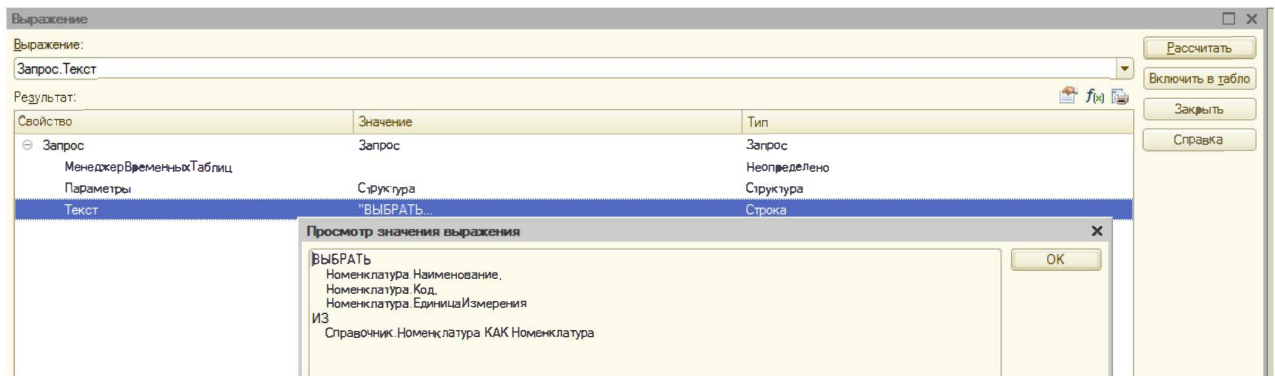 Выражение
Выражение:
Рассчитать
Запрос.Текст
Включить в табло
Результат:
f(x)
Закрыть
Свойство Значение Тип
Справка
Запрос Запрос Запрос
МенеджерВременныхТаблиц Неопределено
Параметры Структура Структура
Текст "ВЫБРАТЬ... Строка
Просмотр значения выражения
ВЫБРАТЬ
OK
Номенклатура.Наименование,
Номенклатура.Код,
Номенклатура.ЕдиницаИзмерения
ИЗ
Справочник.Номенклатура КАК Номенклатура